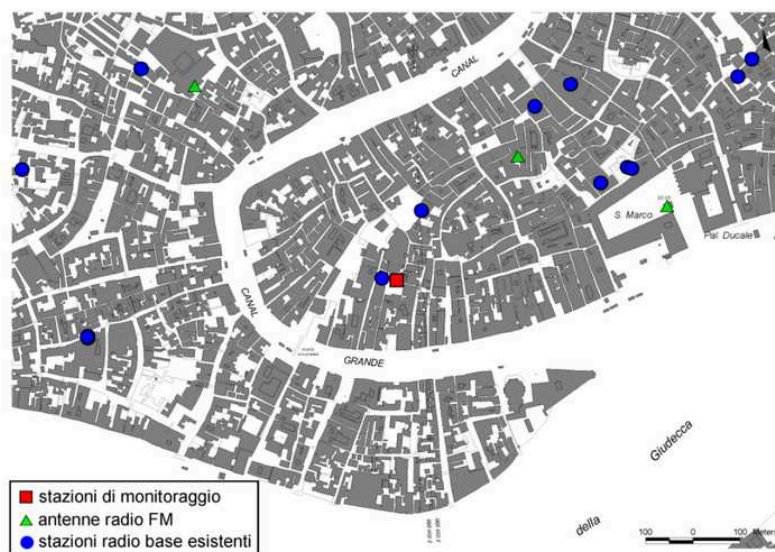 CANAL
S. Marco
Pal. Ducale
CANAL
GRANDE
Giudecca
della
stazioni di monitoraggio
antenne radio FM
stazioni radio base esistenti
100 0 100 Meters